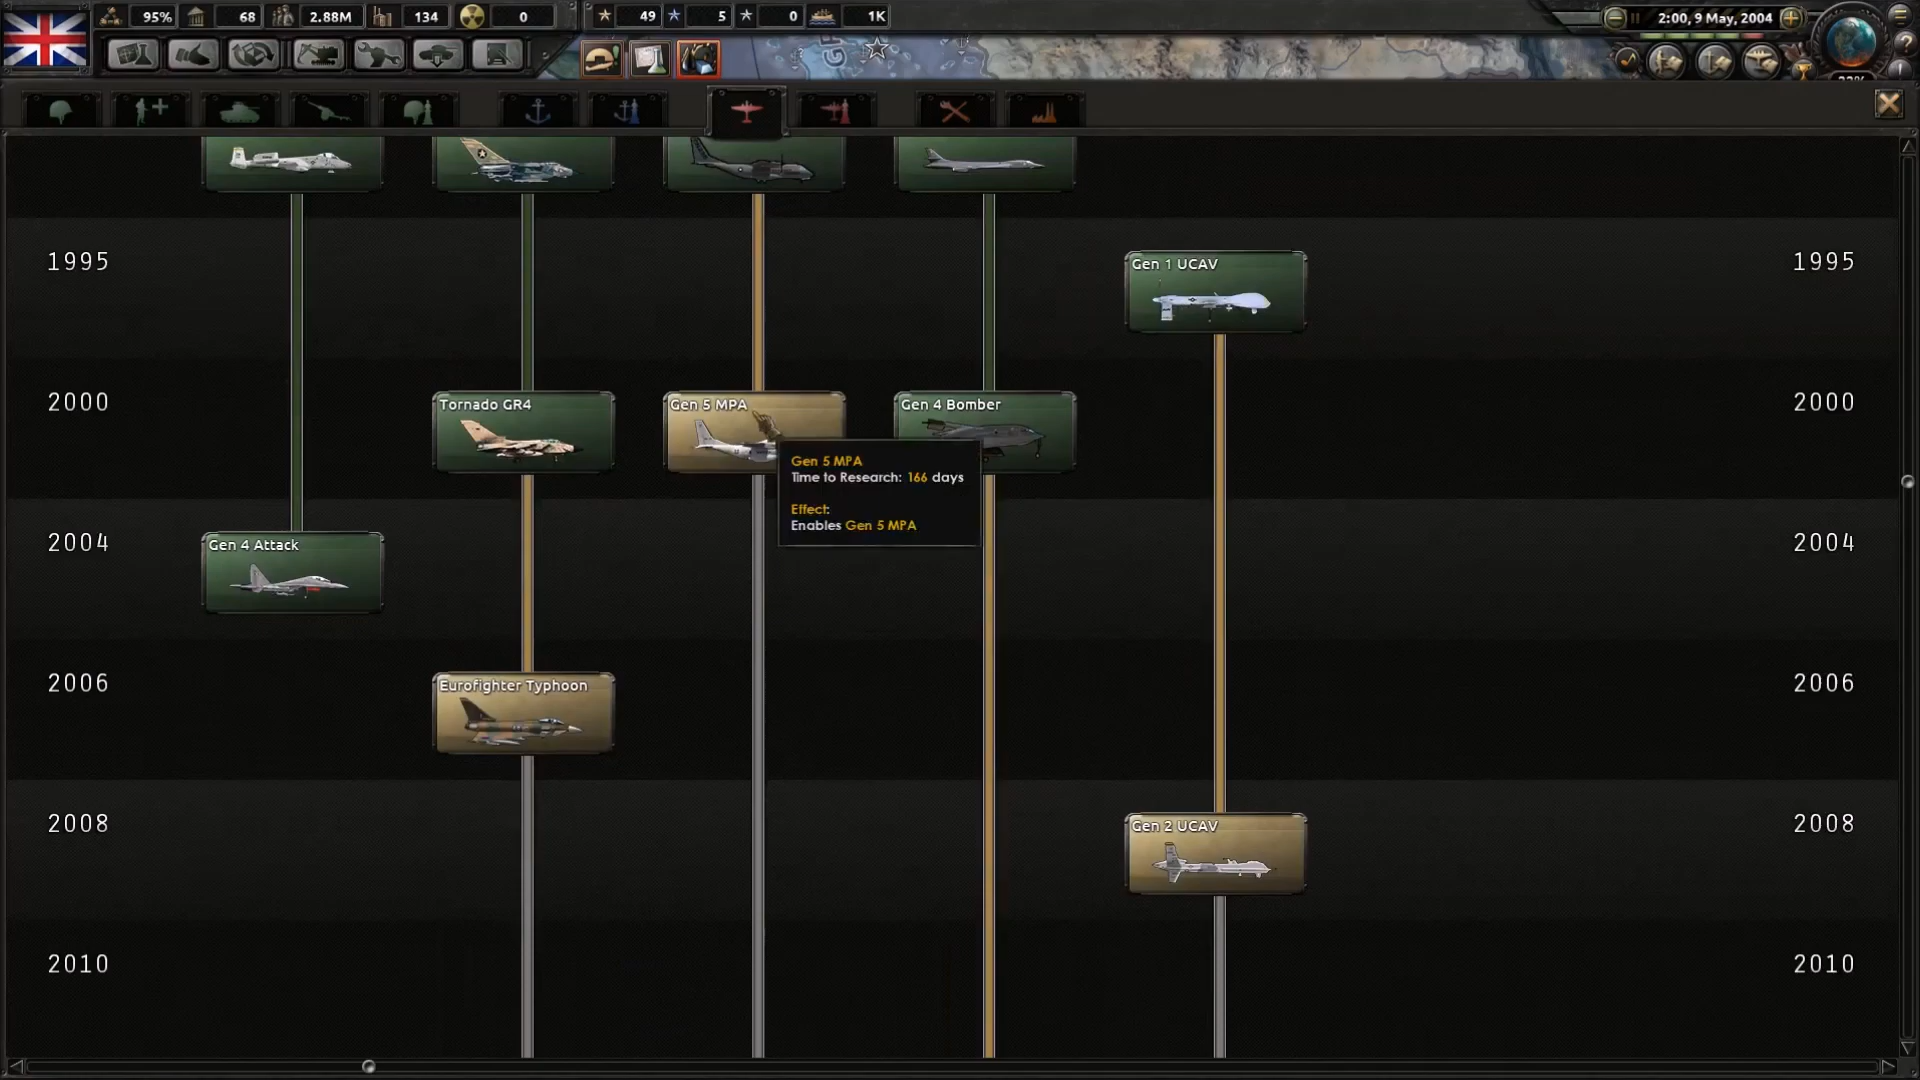 95% 68 2.88M 134 0 49 5 0 1K 2:00, 9 May, 2004
1995 Gen 1 UCAV 1995
2000 Tornado GR4 Gen 5 MPA Gen 4 Bomber 2000
Gen 5 MPA
Time to Research: 166 days
Effect:
Enables Gen 5 MPA
2004 Gen 4 Attack 2004
2006 Eurofighter Typhoon 2006
2008 Gen 2 UCAV 2008
2010 2010